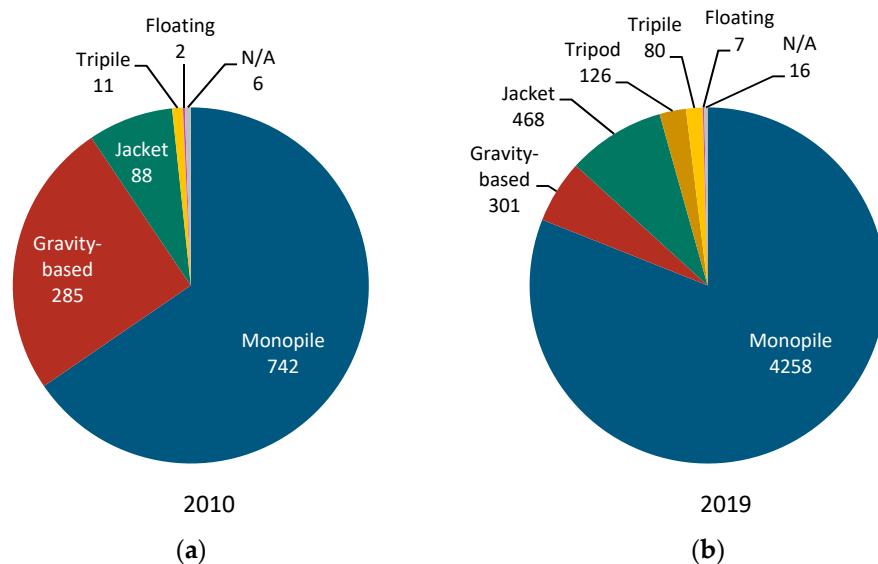 Floating
2
Tripile
11
N/A
6
Jacket
88
Gravity-
based
285
Monopile
742
2010
(a)
Floating
7
Tripile
80
Tripod
126
N/A
16
Jacket
468
Gravity-
based
301
Monopile
4258
2019
(b)